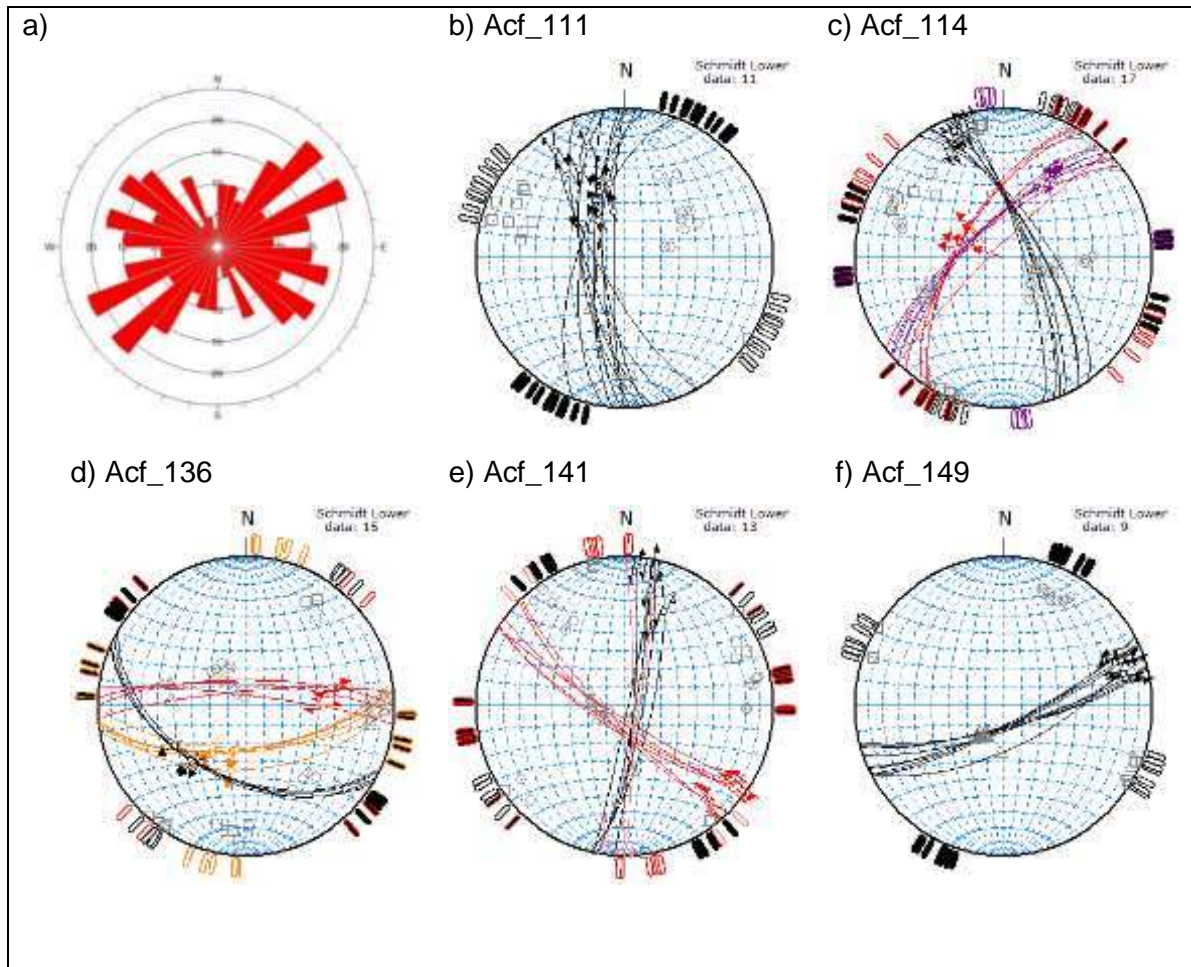 a)
b) Acf_111
c) Acf_114
N
Schmidt Lower
data: 11
N
Schmidt Lower
data: 17
W
E
d) Acf_136
e) Acf_141
f) Acf_149
N
Schmidt Lower
data: 15
N
Schmidt Lower
data: 13
N
Schmidt Lower
data: 9